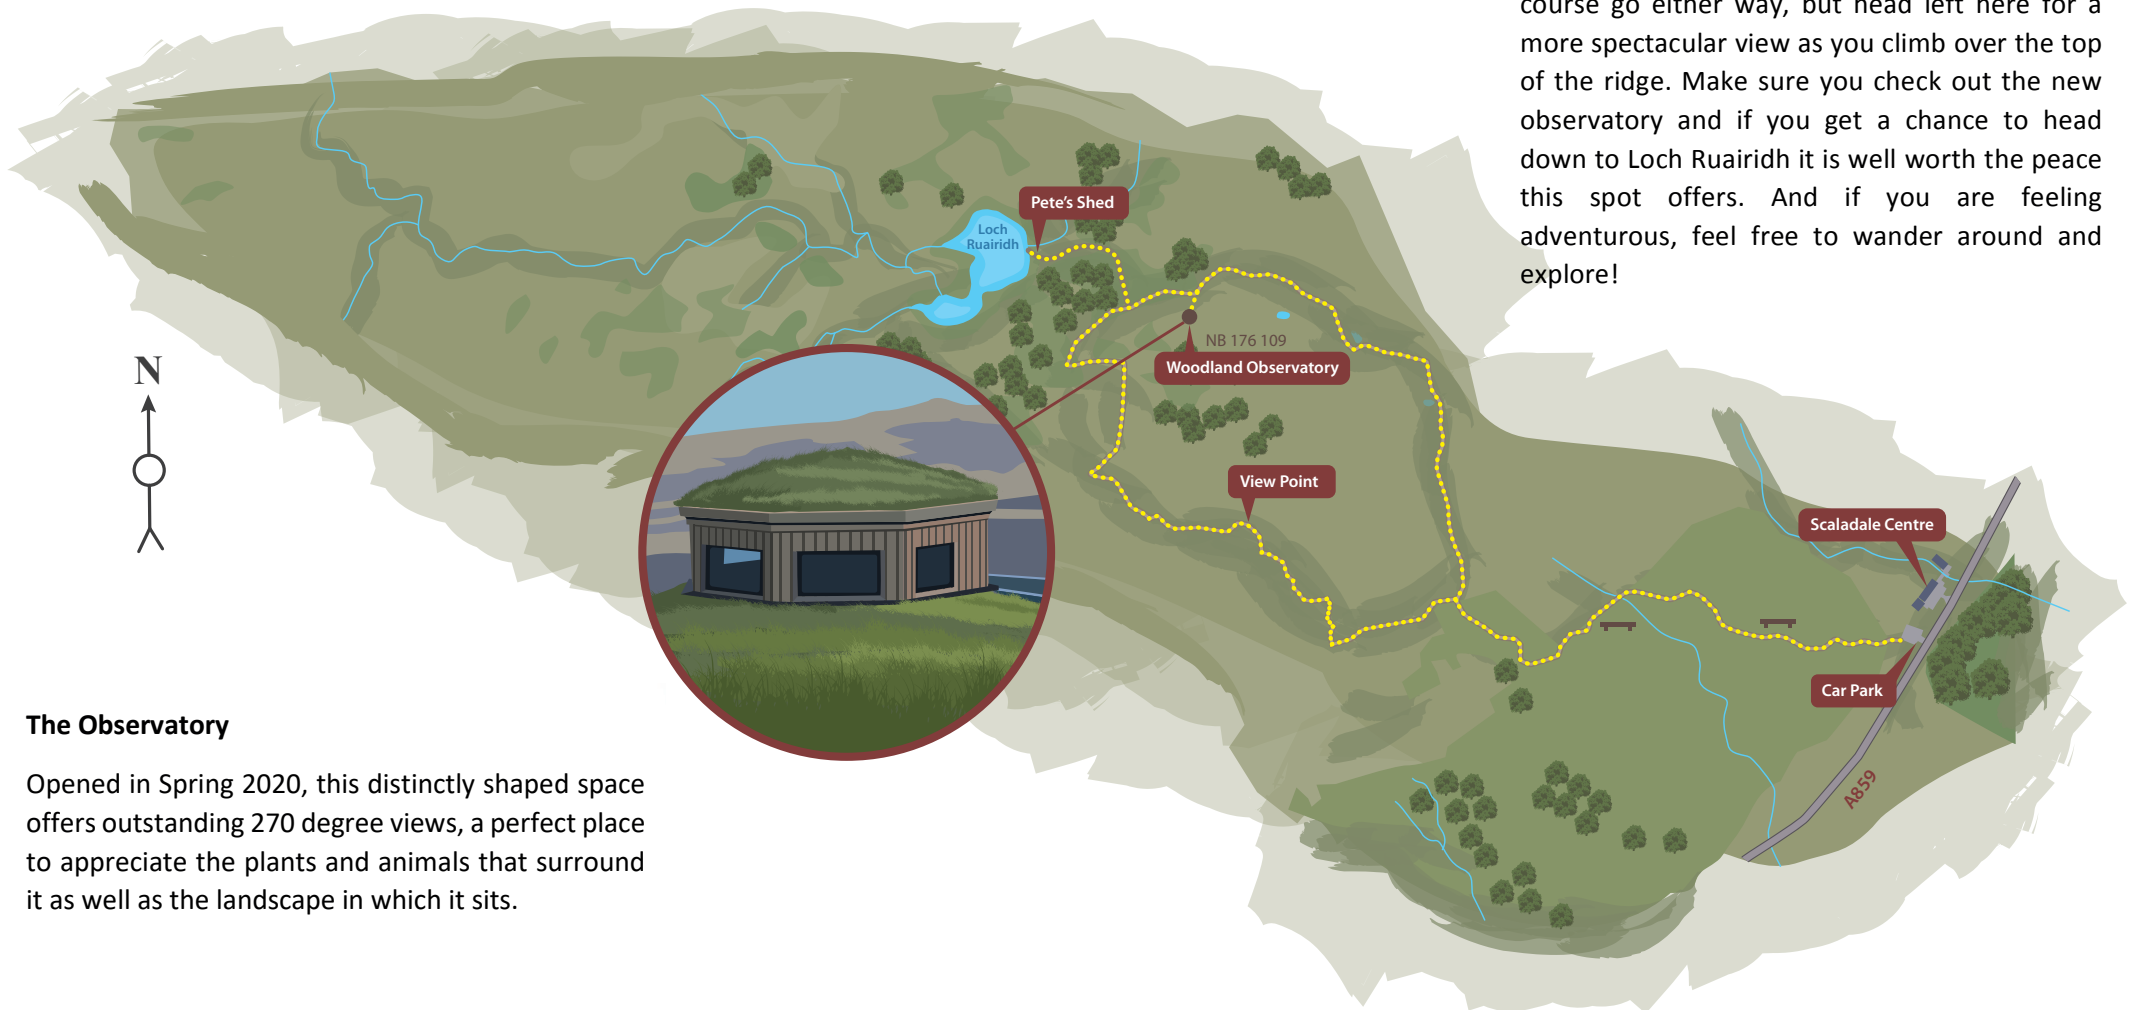 course go either way, but head left here for a
more spectacular view as you climb over the top
of the ridge. Make sure you check out the new
observatory and if you get a chance to head
down to Loch Ruairidh it is well worth the peace
this spot offers. And if you are feeling
adventurous, feel free to wander around and
explore!
Pete's Shed
Loch
Ruairidh
NB 176 109
Woodland Observatory
N
View Point
Scaladale Centre
Car Park
A859
The Observatory
Opened in Spring 2020, this distinctly shaped space
offers outstanding 270 degree views, a perfect place
to appreciate the plants and animals that surround
it as well as the landscape in which it sits.